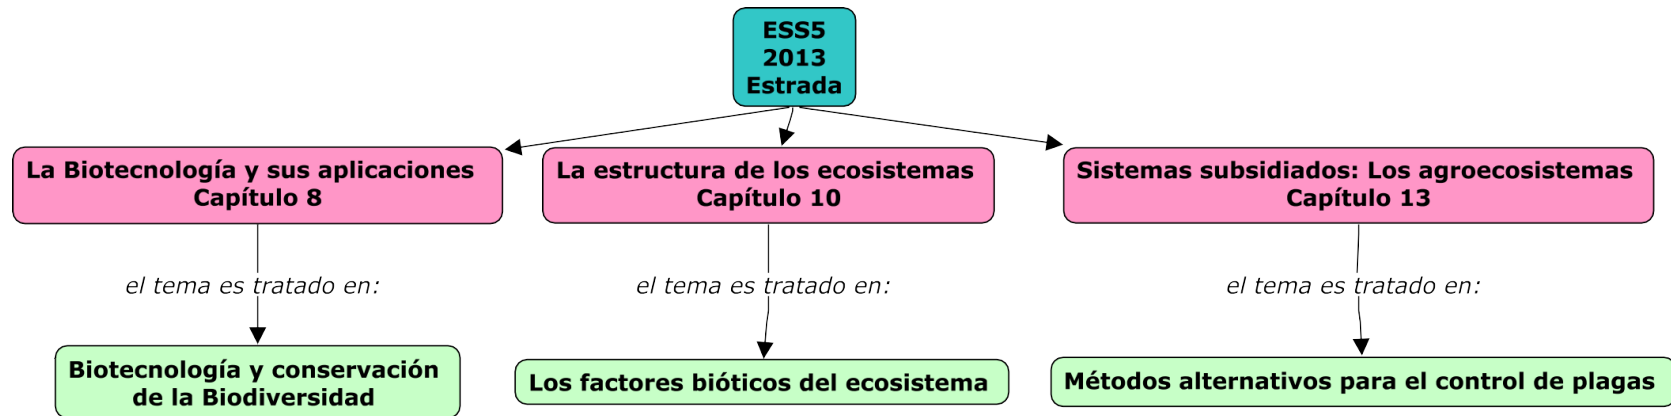 ESS5
2013
Estrada
La Biotecnología y sus aplicaciones
Capítulo 8
La estructura de los ecosistemas
Capítulo 10
Sistemas subsidiados: Los agroecosistemas
Capítulo 13
el tema es tratado en:
el tema es tratado en:
el tema es tratado en:
Biotecnología y conservación
de la Biodiversidad
Los factores bióticos del ecosistema
Métodos alternativos para el control de plagas